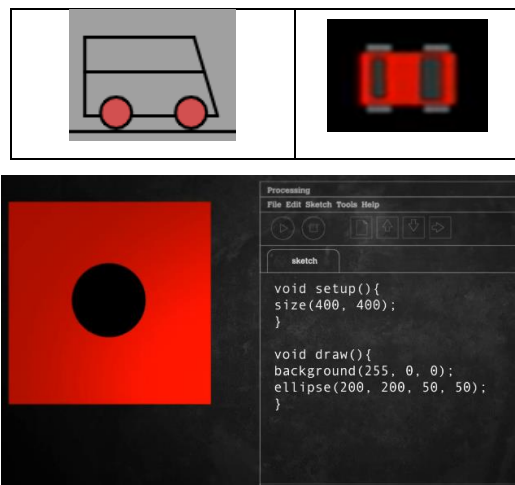 Processing
File Edit Sketch Tools Help
sketch
void setup(){
size(400, 400);
}
void draw(){
background(255, 0, 0);
ellipse(200, 200, 50, 50);
}